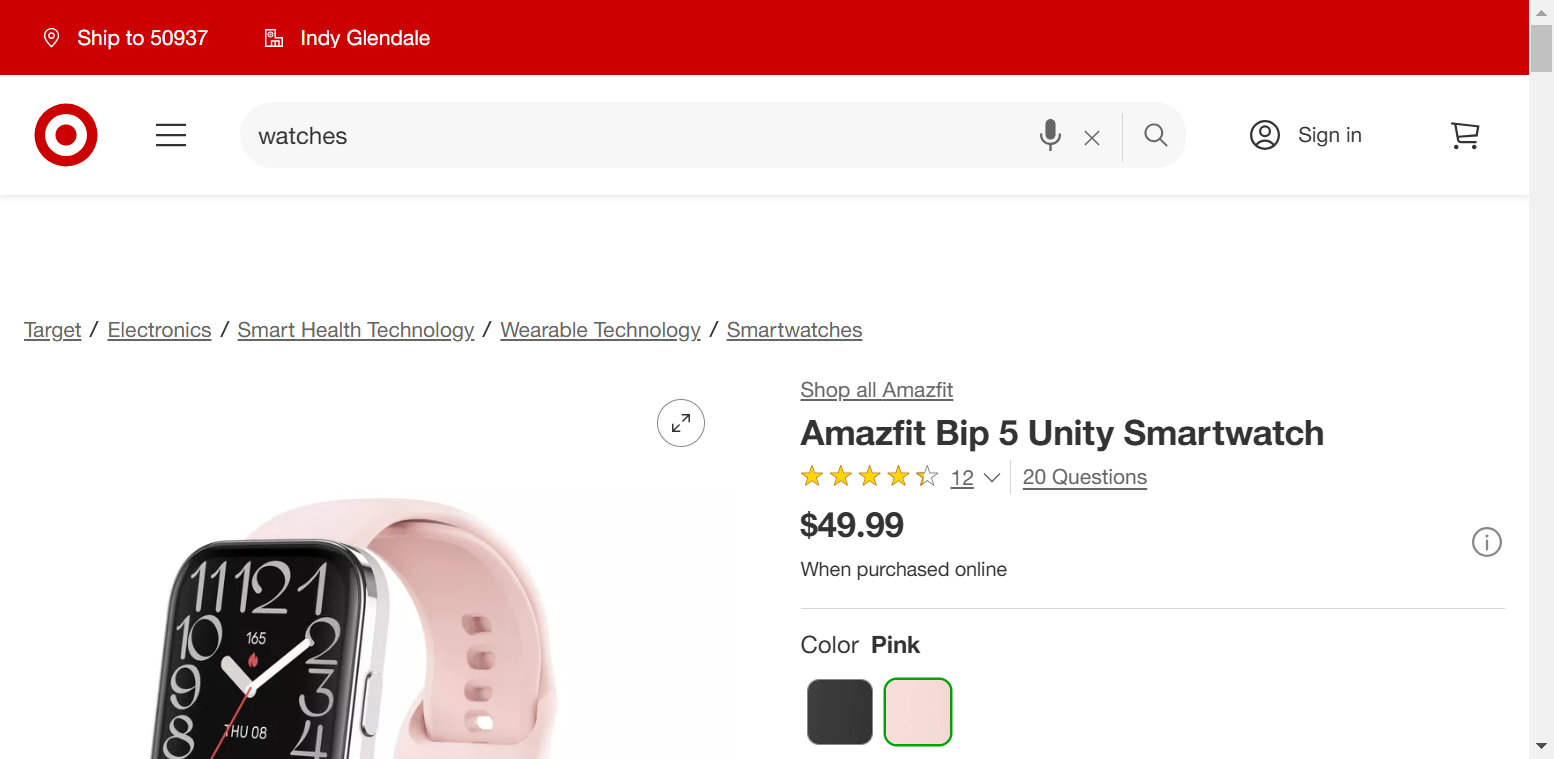 Ship to 50937
Indy Glendale
watches
Sign in
Target / Electronics / Smart Health Technology / Wearable Technology / Smartwatches
Shop all Amazfit
Amazfit Bip 5 Unity Smartwatch
12
20 Questions
$49.99
When purchased online
Color Pink
11 12 1
10 2
165
9 3
THU 08
8 4